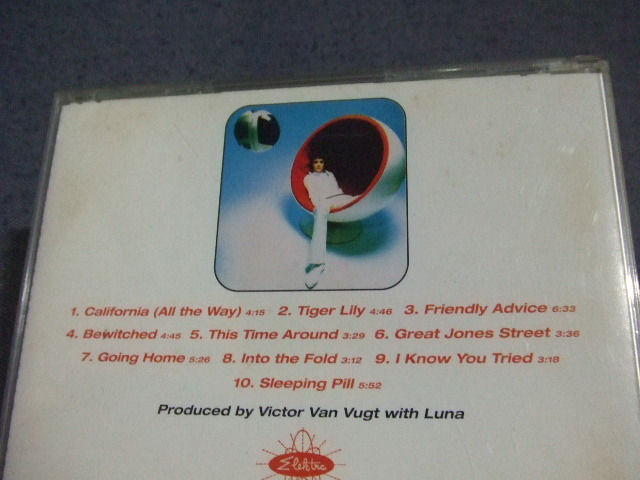 1. California (All the Way) 4:15 2. Tiger Lily 4:46 3. Friendly Advice 6:33
4. Bewitched 4:45 5. This Time Around 3:29 6. Great Jones Street 3:36
7. Going Home 5:26 8. Into the Fold 3:12 9. I Know You Tried 3:18
10. Sleeping Pill 5:52
Produced by Victor Van Vugt with Luna
Elektra